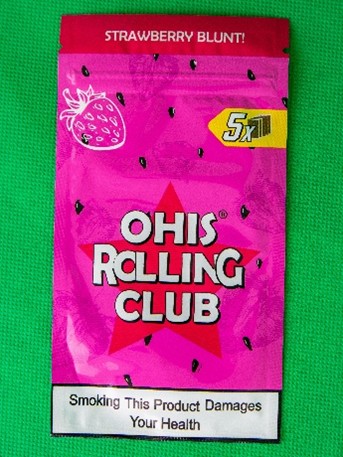 STRAWBERRY BLUNT!
5x
OHIS®
ROLLING
CLUB
Smoking This Product Damages
Your Health